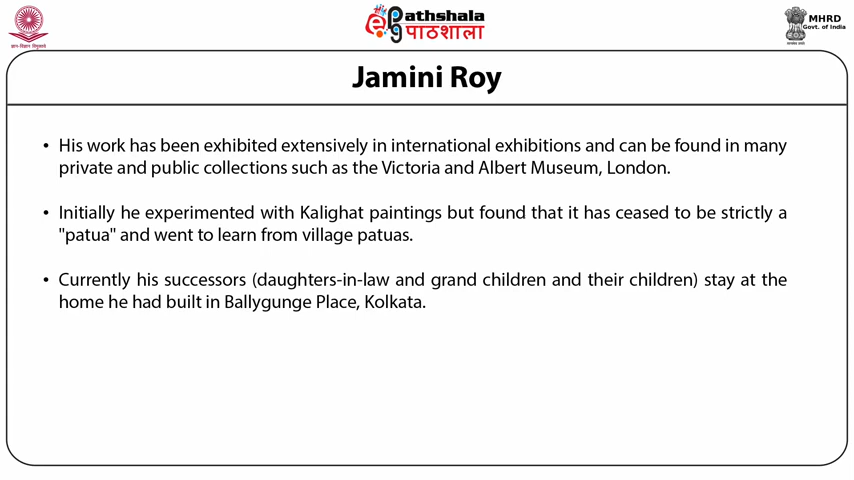 ePathshala
पाठशाला
MHRD
Govt. of India
Jamini Roy
• His work has been exhibited extensively in international exhibitions and can be found in many
private and public collections such as the Victoria and Albert Museum, London.
• Initially he experimented with Kalighat paintings but found that it has ceased to be strictly a
"patua" and went to learn from village patuas.
• Currently his successors (daughters-in-law and grand children and their children) stay at the
home he had built in Ballygunge Place, Kolkata.